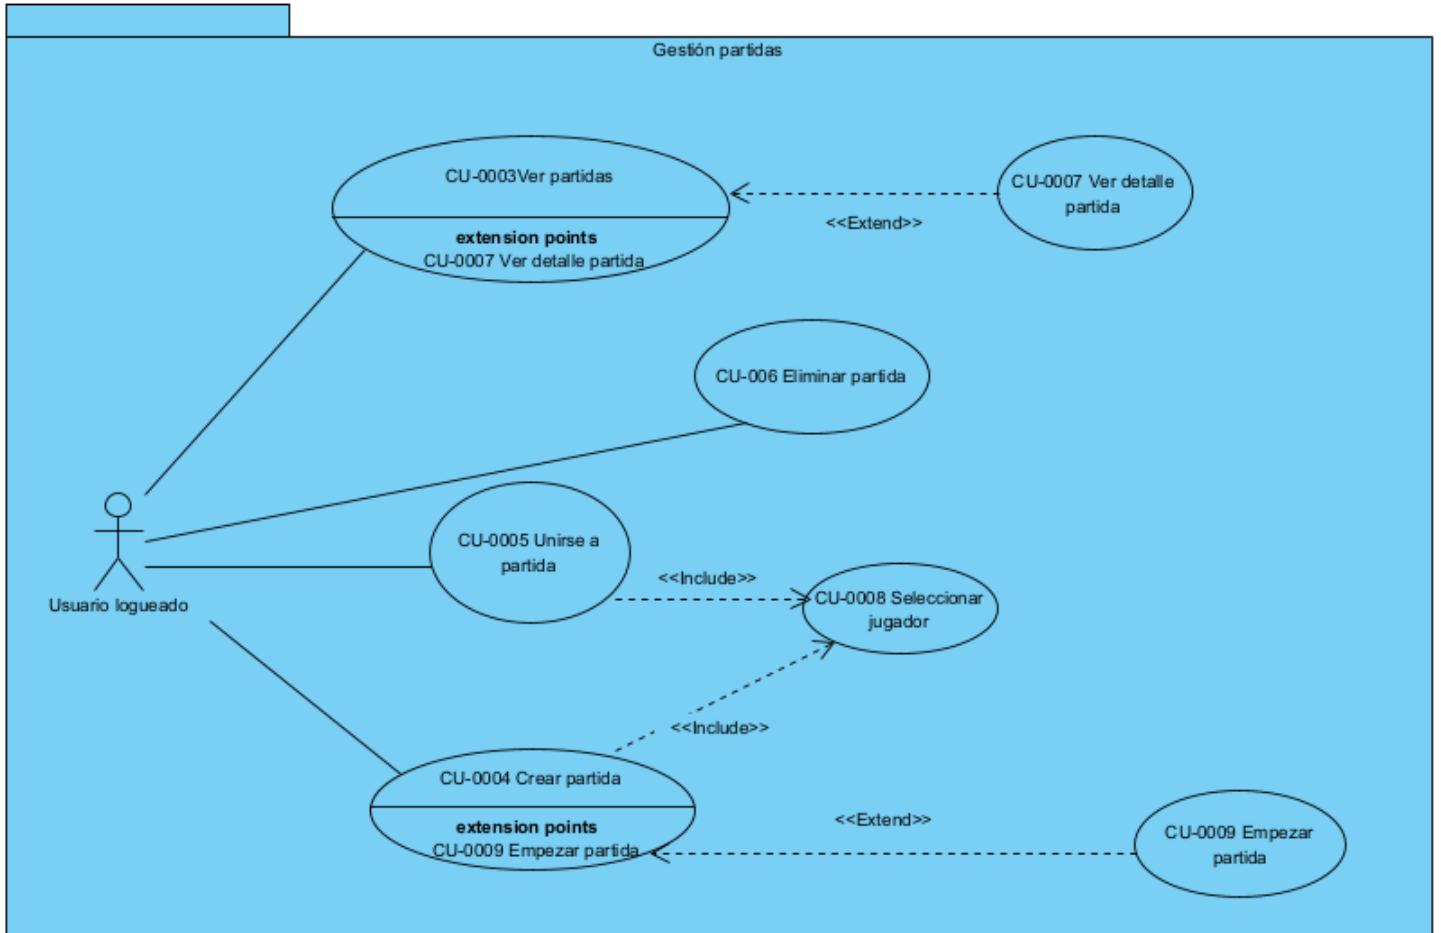 Gestión partidas
CU-0003Ver partidas
extension points
CU-0007 Ver detalle partida
<<Extend>>
CU-0007 Ver detalle
partida
CU-006 Eliminar partida
Usuario logueado
CU-0005 Unirse a
partida
<<Include>>
CU-0008 Seleccionar
jugador
<<Include>>
CU-0004 Crear partida
extension points
CU-0009 Empezar partida
<<Extend>>
CU-0009 Empezar
partida